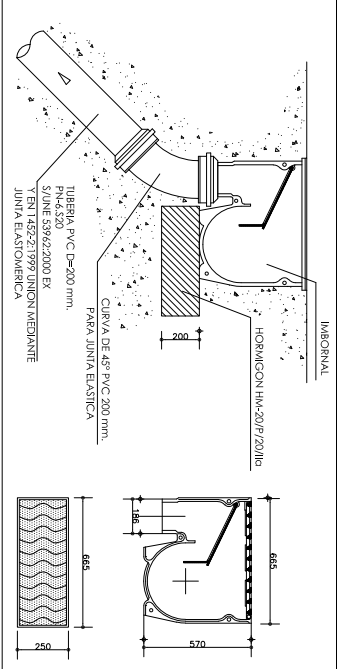 IMBORNAL
HORMIGON HM-20/P/20/IIa
200
CURVA DE 45º PVC 200 mm.
PARA JUNTA ELASTICA
TUBERIA PVC D=200 mm.
PN-6.S20
S/UNE 53962:2000 EX
Y EN 1452-2:1999 UNION MEDIANTE
JUNTA ELASTOMERICA
665
570
186
665
250